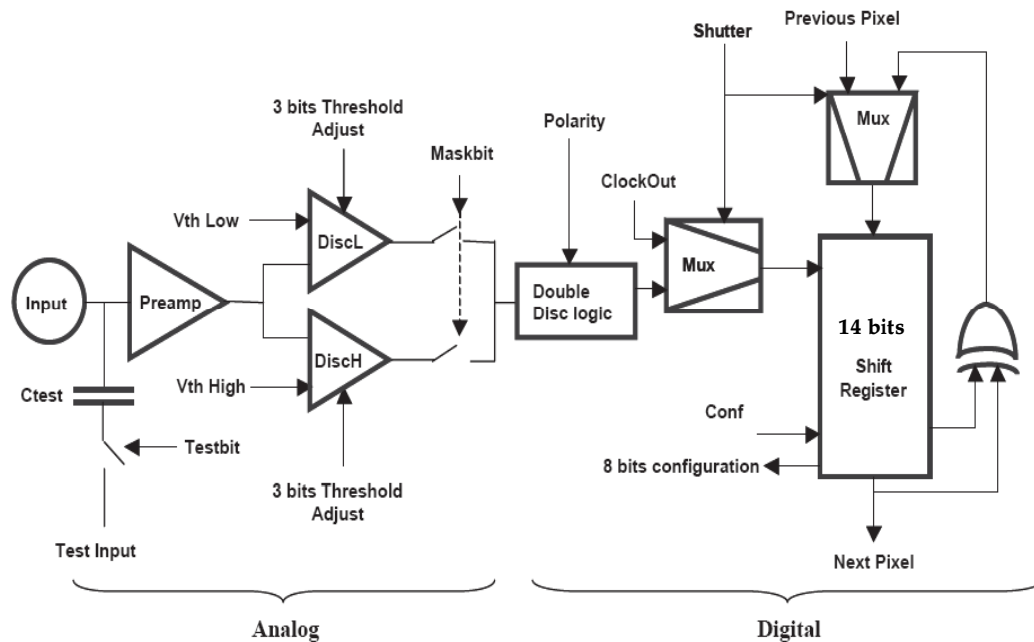 Previous Pixel
Shutter
3 bits Threshold
Adjust
Polarity
Mux
Maskbit
ClockOut
Vth Low
DiscL
Mux
Input
Preamp
Double
Disc logic
14 bits
Shift
Register
DiscH
Vth High
Ctest
Conf
Testbit
8 bits configuration
3 bits Threshold
Adjust
Test Input
Next Pixel
Analog
Digital